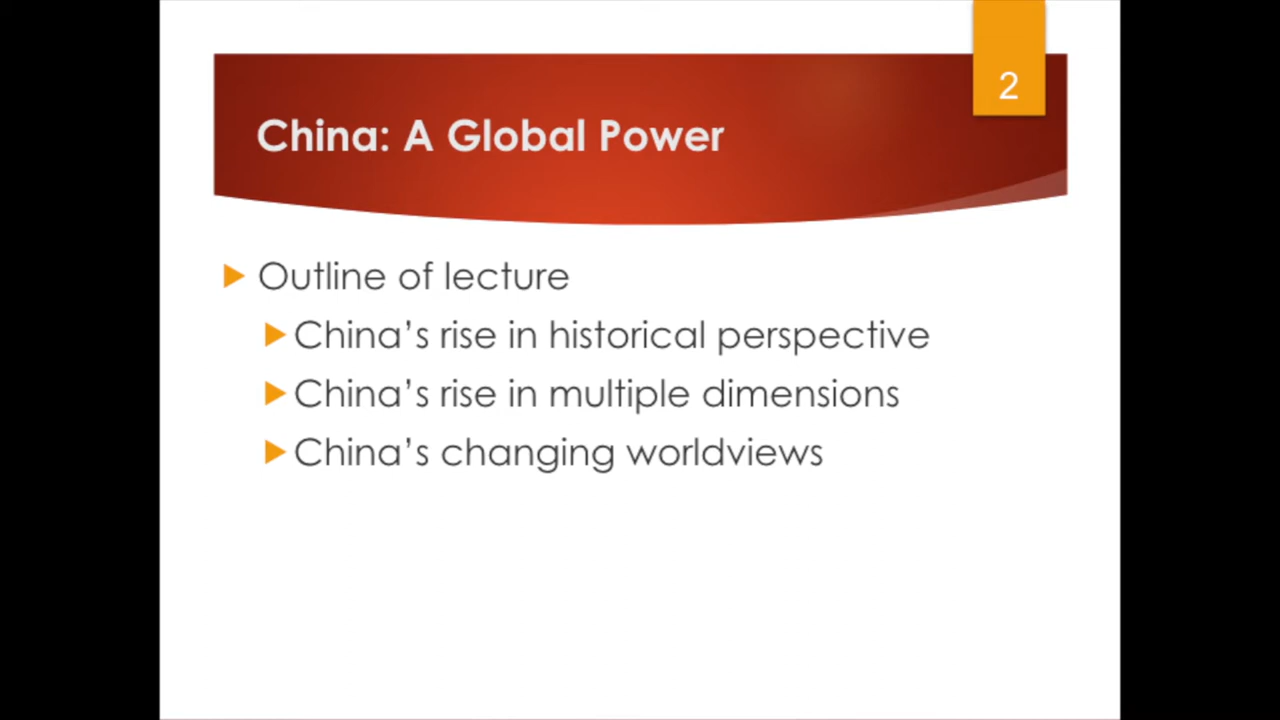 2
China: A Global Power
Outline of lecture
China’s rise in historical perspective
China’s rise in multiple dimensions
China’s changing worldviews